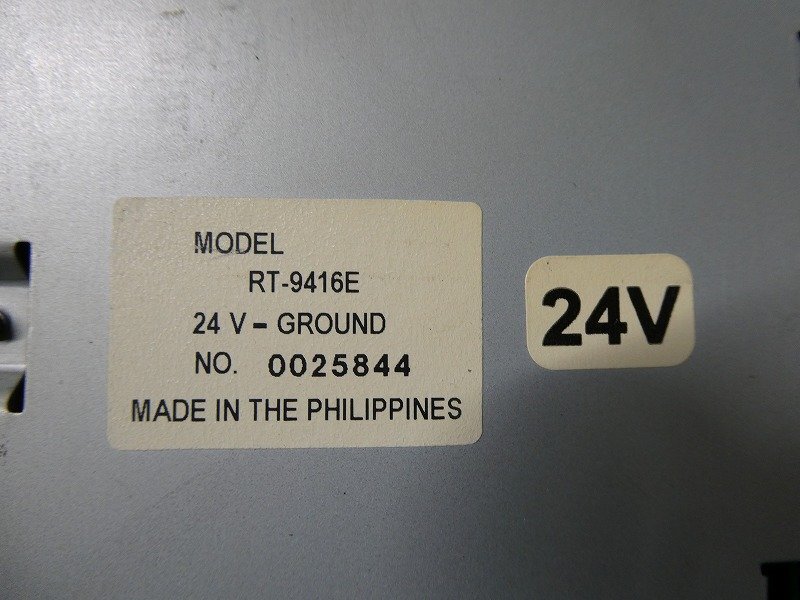 MODEL
RT-9416E
24 V - GROUND
NO. 0025844
MADE IN THE PHILIPPINES
24V